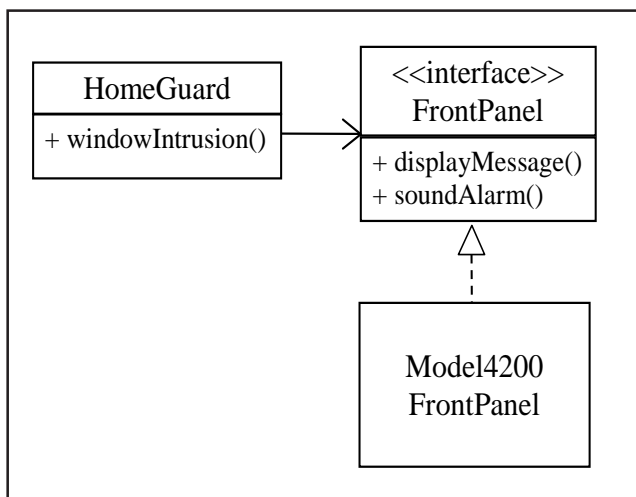 HomeGuard
+ windowIntrusion()
<<interface>>
FrontPanel
+ displayMessage()
+ soundAlarm()
Model4200
FrontPanel